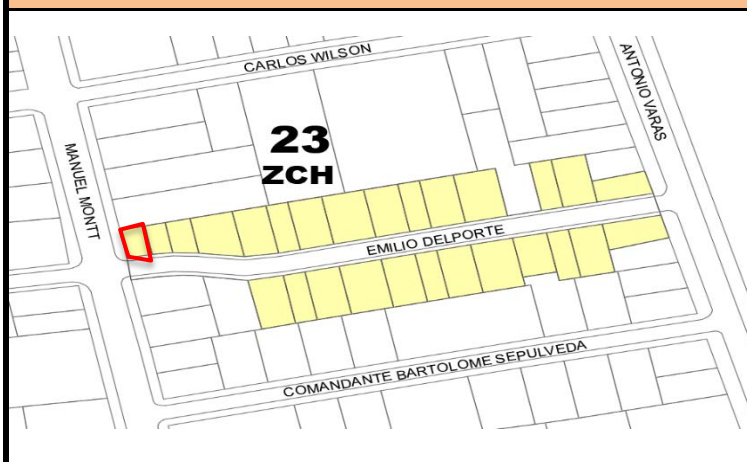 CARLOS WILSON
ANTONIO VARAS
23
ZCH
MANUEL MONTT
EMILIO DELPORTE
COMANDANTE BARTOLOME SEPULVEDA